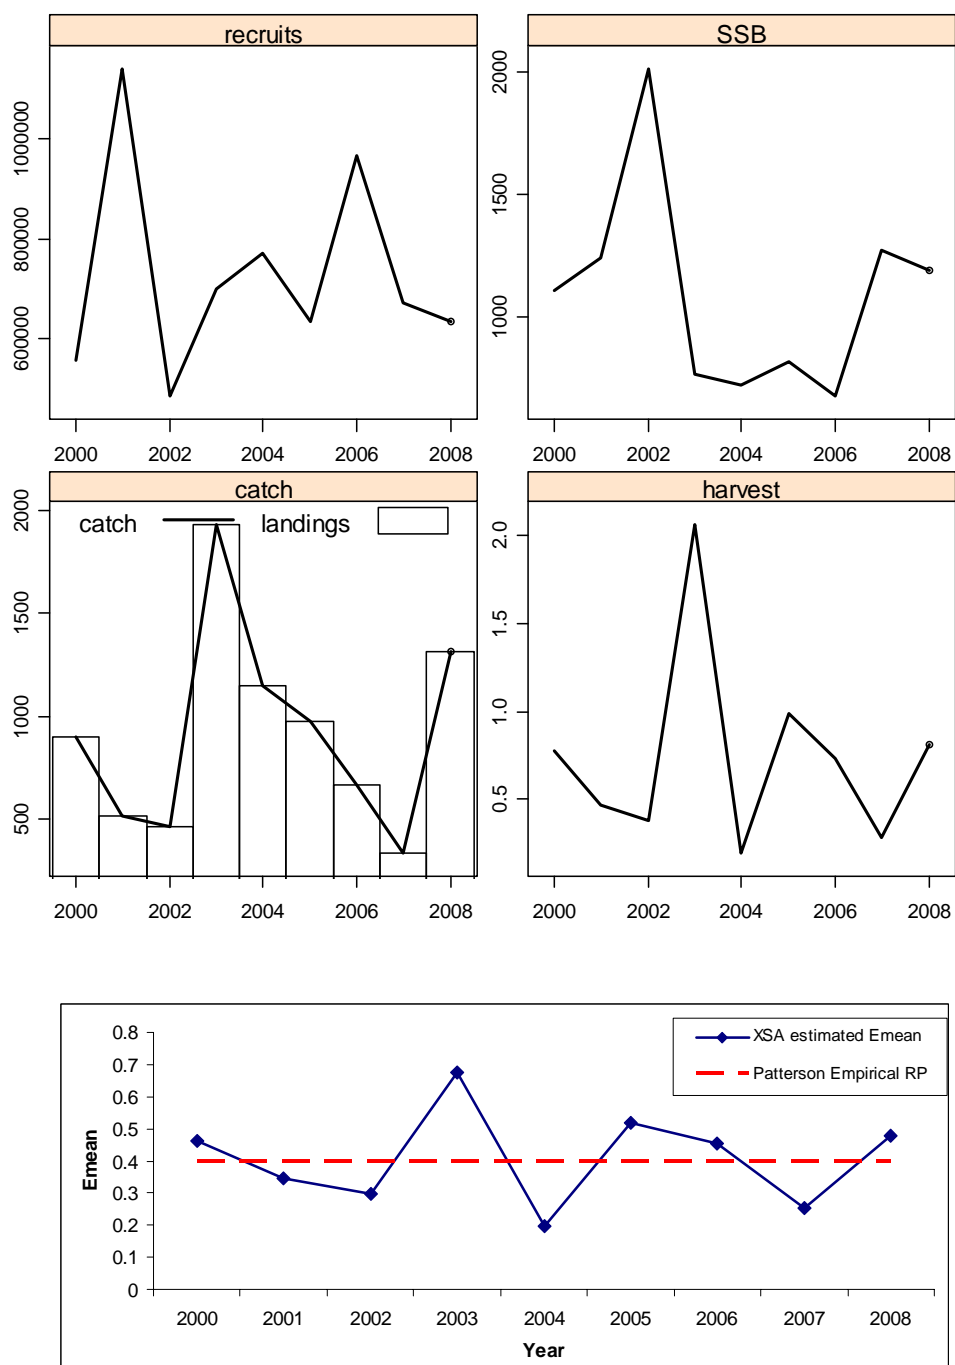 recruits
1000000
800000
600000
2000 2002 2004 2006 2008
SSB
2000
1500
1000
2000 2002 2004 2006 2008
catch
catch landings
2000
1500
1000
500
2000 2002 2004 2006 2008
harvest
2.0
1.5
1.0
0.5
2000 2002 2004 2006 2008
XSA estimated Emean
Patterson Empirical RP
Emean
0.8
0.7
0.6
0.5
0.4
0.3
0.2
0.1
0
2000 2001 2002 2003 2004 2005 2006 2007 2008
Year